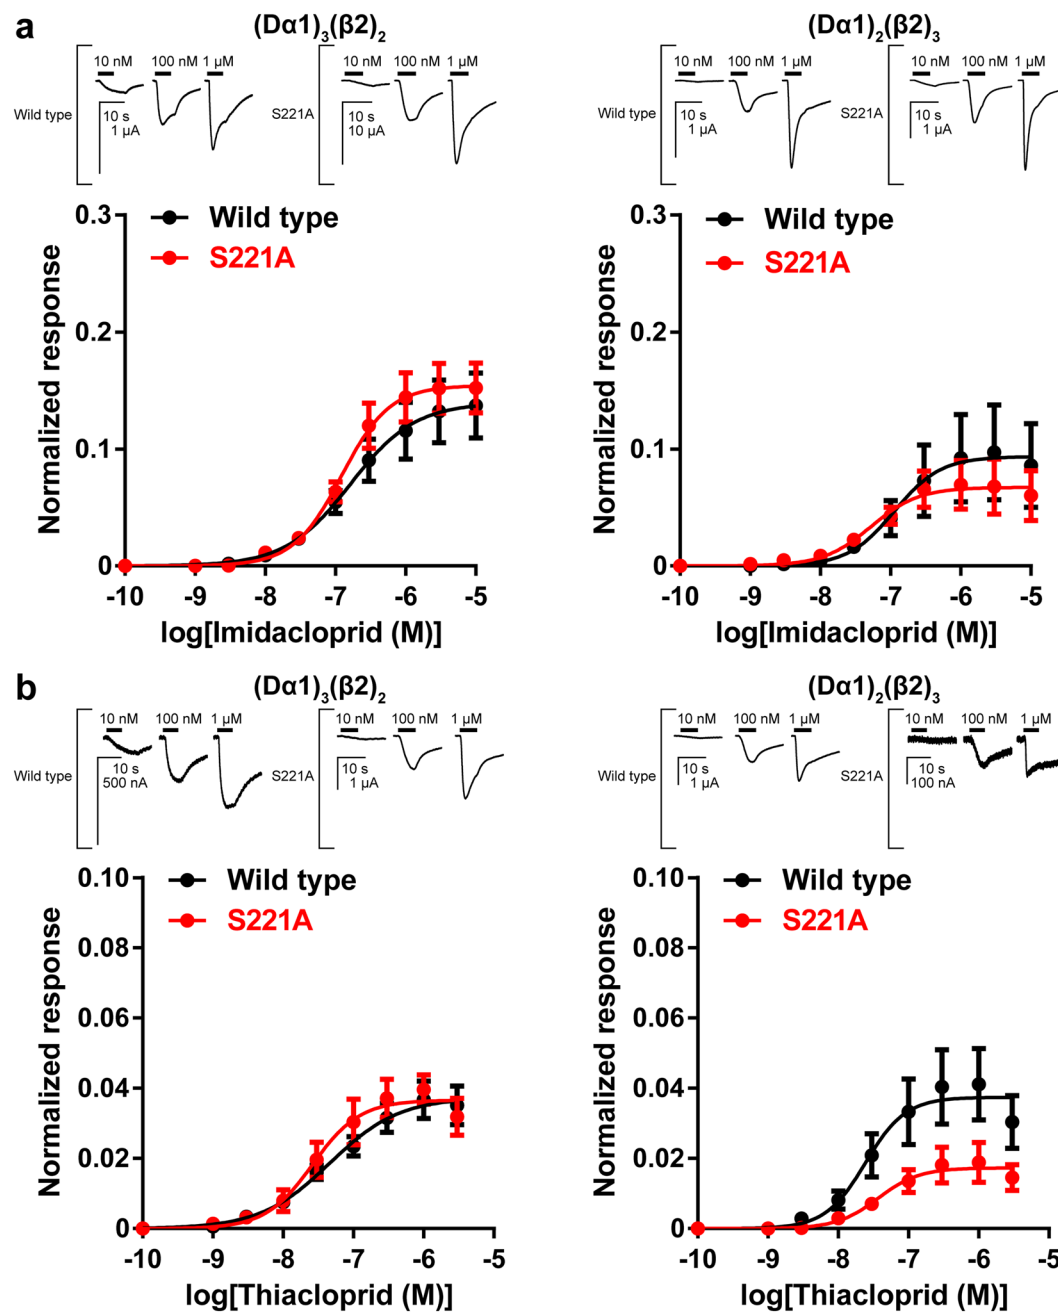 a
(Dα1)₃(β2)₂
(Dα1)₂(β2)₃
10 nM 100 nM 1 μM
10 nM 100 nM 1 μM
10 nM 100 nM 1 μM
10 nM 100 nM 1 μM
Wild type
10 s
1 μA
S221A
10 s
10 μA
Wild type
10 s
1 μA
S221A
10 s
1 μA
Wild type
S221A
Normalized response
0.3
0.2
0.1
0
-10 -9 -8 -7 -6 -5
log[Imidacloprid (M)]
Wild type
S221A
Normalized response
0.3
0.2
0.1
0
-10 -9 -8 -7 -6 -5
log[Imidacloprid (M)]
b
(Dα1)₃(β2)₂
(Dα1)₂(β2)₃
10 nM 100 nM 1 μM
10 nM 100 nM 1 μM
10 nM 100 nM 1 μM
10 nM 100 nM 1 μM
Wild type
10 s
500 nA
S221A
10 s
1 μA
Wild type
10 s
1 μA
S221A
10 s
100 nA
Wild type
S221A
Normalized response
0.10
0.08
0.06
0.04
0.02
0
-10 -9 -8 -7 -6 -5
log[Thiacloprid (M)]
Wild type
S221A
Normalized response
0.10
0.08
0.06
0.04
0.02
0
-10 -9 -8 -7 -6 -5
log[Thiacloprid (M)]